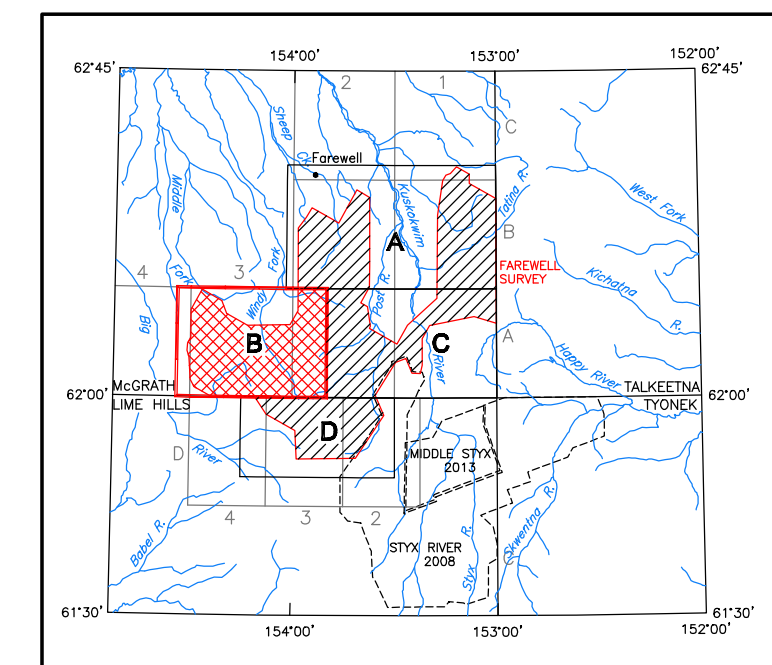 154°00' 153°00' 152°00'
62°45' 62°45'
2 1
Sheep
Ck
C
Farewell
Middle
Fork
Kuskokwim
Tatina R.
West Fork
A
B
FAREWELL
SURVEY
4 3
Windy
Fork
Post R.
Kichatna
R.
Big
B
C
A
River
Happy River
McGRATH
62°00' TALKEETNA 62°00'
LIME HILLS TYONEK
D
D
River
MIDDLE STYX
2013
4 3 2
Babel R.
STYX RIVER
2008
Styx
R.
Skwentna R.
C
61°30' 61°30'
154°00' 153°00' 152°00'